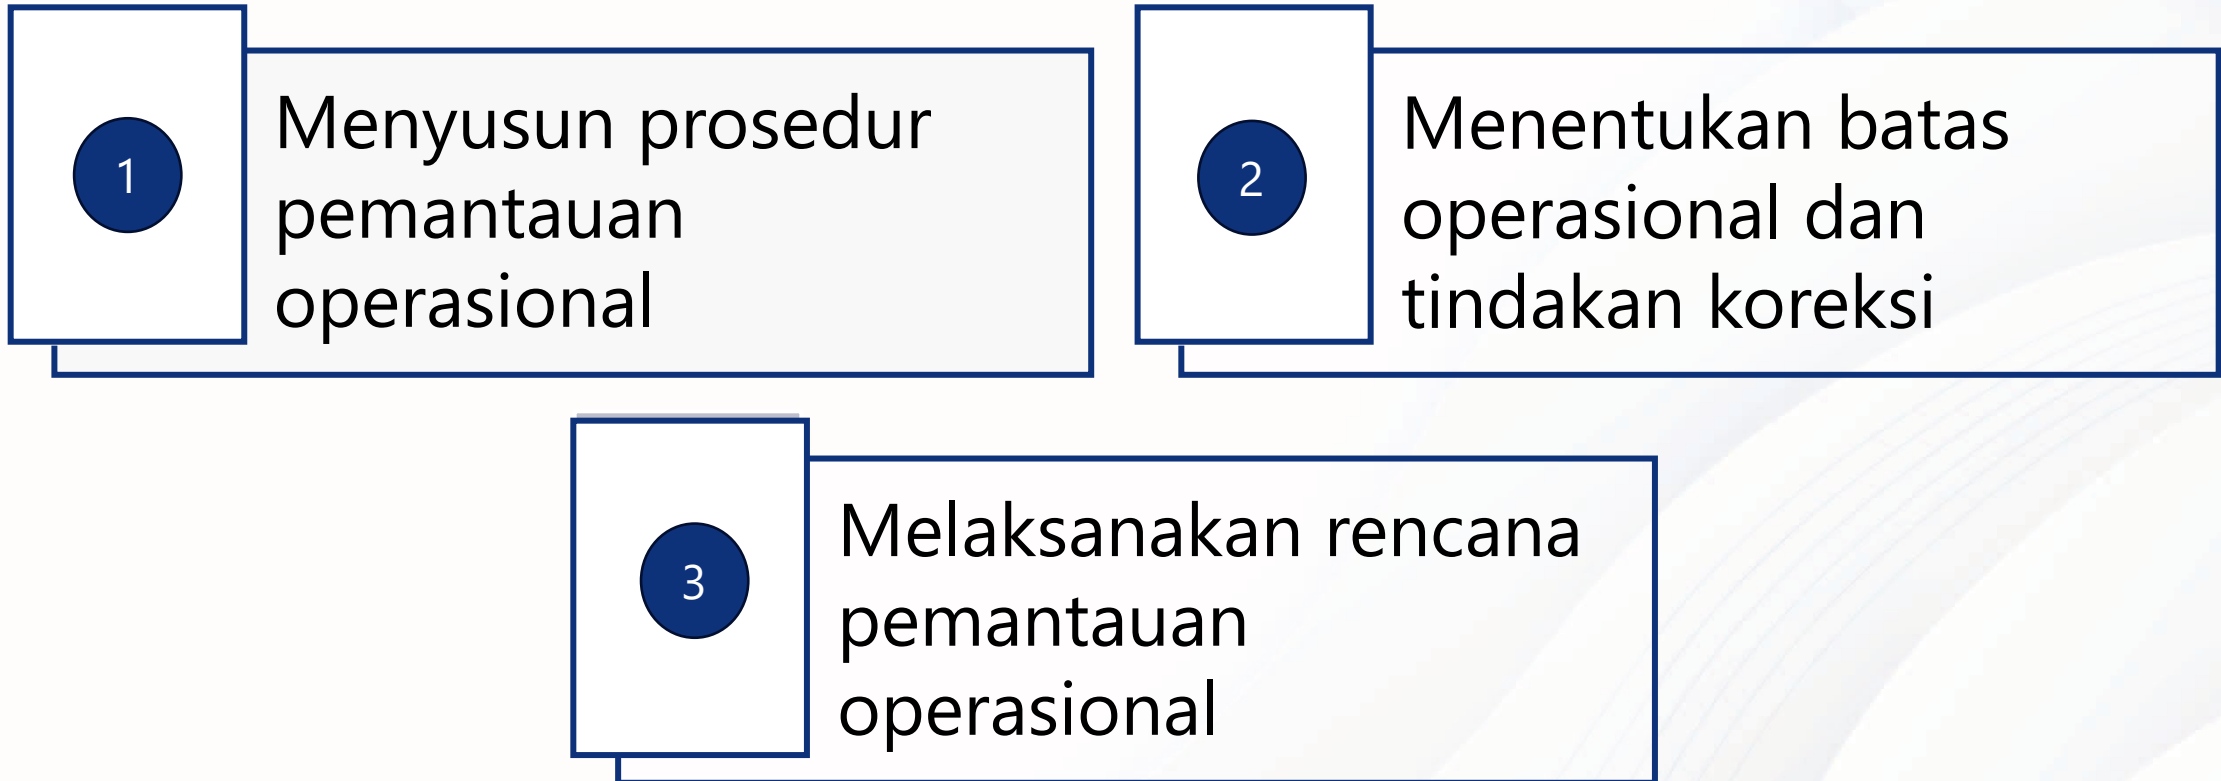 1
Menyusun prosedur
pemantauan
operasional
2
Menentukan batas
operasional dan
tindakan koreksi
3
Melaksanakan rencana
pemantauan
operasional